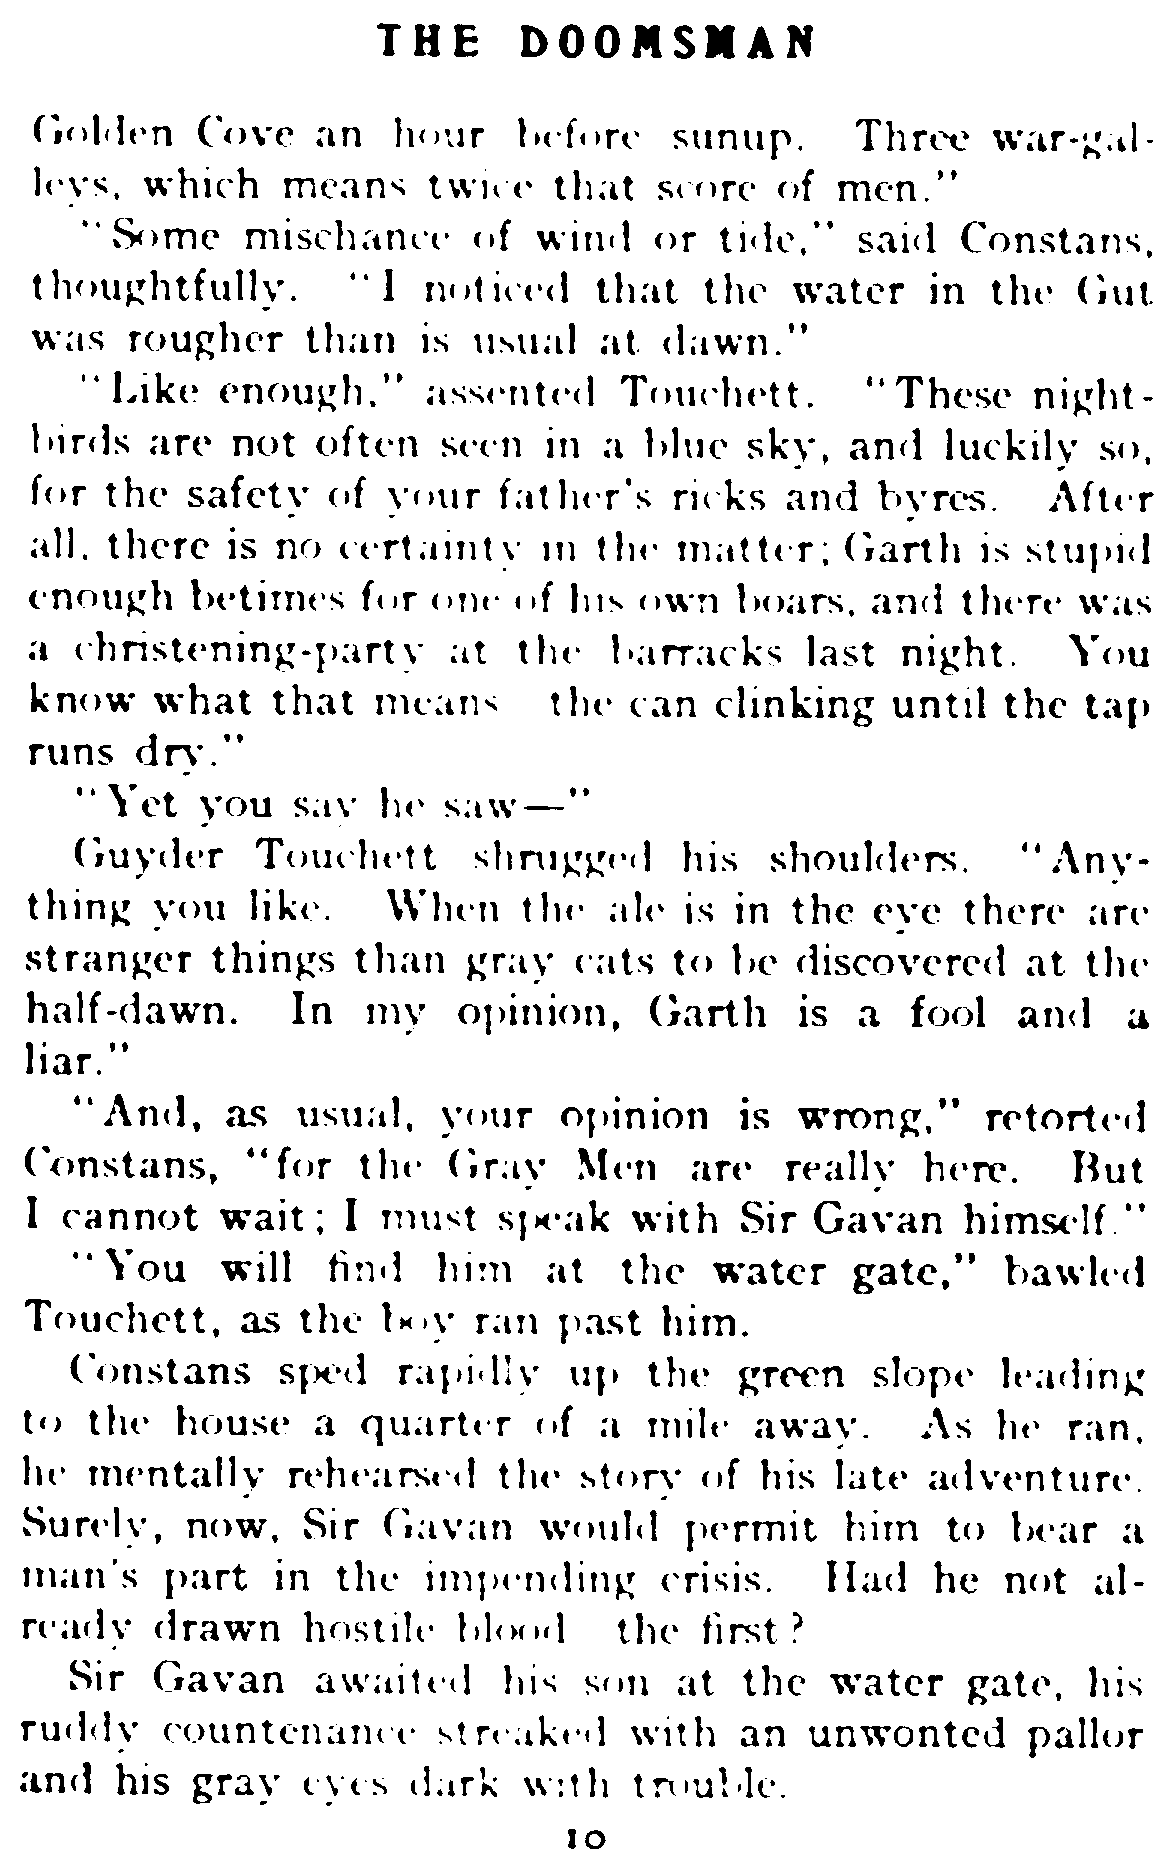 THE DOOMSMAN
Golden Cove an hour before sunup. Three war-gal-
leys, which means twice that score of men."
"Some mischance of wind or tide," said Constans,
thoughtfully. "I noticed that the water in the Gut
was rougher than is usual at dawn."
"Like enough," assented Touchett. "These night-
birds are not often seen in a blue sky, and luckily so,
for the safety of your father's ricks and byres. After
all, there is no certainty in the matter; Garth is stupid
enough betimes for one of his own boars, and there was
a christening-party at the barracks last night. You
know what that means the can clinking until the tap
runs dry."
"Yet you say he saw—"
Guyder Touchett shrugged his shoulders. "Any-
thing you like. When the ale is in the eye there are
stranger things than gray cats to be discovered at the
half-dawn. In my opinion, Garth is a fool and a
liar."
"And, as usual, your opinion is wrong," retorted
Constans, "for the Gray Men are really here. But
I cannot wait; I must speak with Sir Gavan himself."
"You will find him at the water gate," bawled
Touchett, as the boy ran past him.
Constans sped rapidly up the green slope leading
to the house a quarter of a mile away. As he ran,
he mentally rehearsed the story of his late adventure.
Surely, now, Sir Gavan would permit him to bear a
man's part in the impending crisis. Had he not al-
ready drawn hostile blood the first?
Sir Gavan awaited his son at the water gate, his
ruddy countenance streaked with an unwonted pallor
and his gray eyes dark with trouble.
10